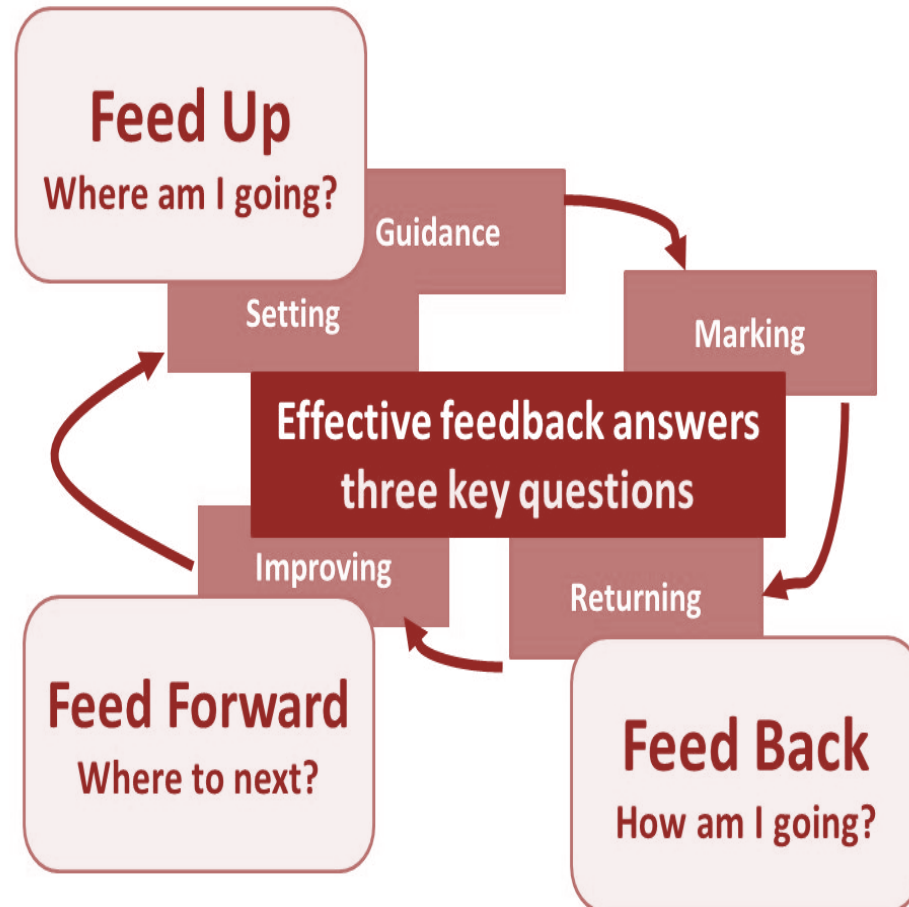 Feed Up
Where am I going?
Guidance
Setting
Marking
Effective feedback answers
three key questions
Improving
Returning
Feed Forward
Where to next?
Feed Back
How am I going?